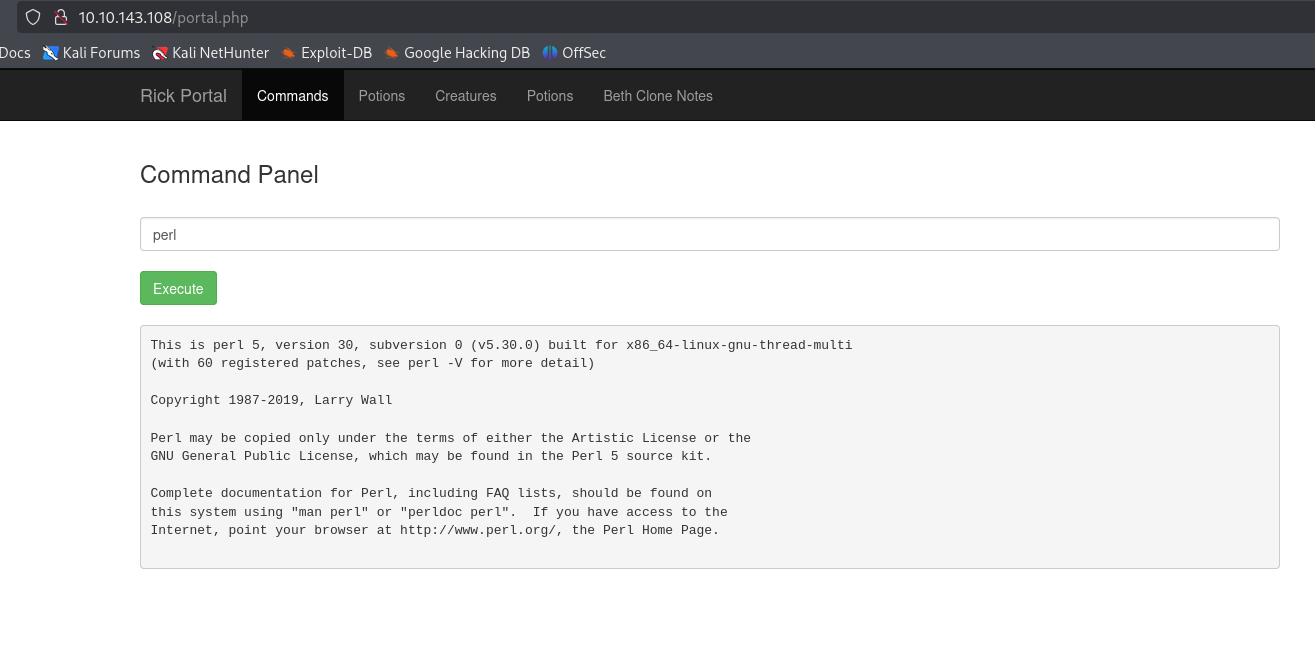 10.10.143.108/portal.php
Docs Kali Forums Kali NetHunter Exploit-DB Google Hacking DB OffSec
Rick Portal Commands Potions Creatures Potions Beth Clone Notes
Command Panel
perl
Execute
This is perl 5, version 30, subversion 0 (v5.30.0) built for x86_64-linux-gnu-thread-multi
(with 60 registered patches, see perl -V for more detail)
Copyright 1987-2019, Larry Wall
Perl may be copied only under the terms of either the Artistic License or the
GNU General Public License, which may be found in the Perl 5 source kit.
Complete documentation for Perl, including FAQ lists, should be found on
this system using "man perl" or "perldoc perl".  If you have access to the
Internet, point your browser at http://www.perl.org/, the Perl Home Page.